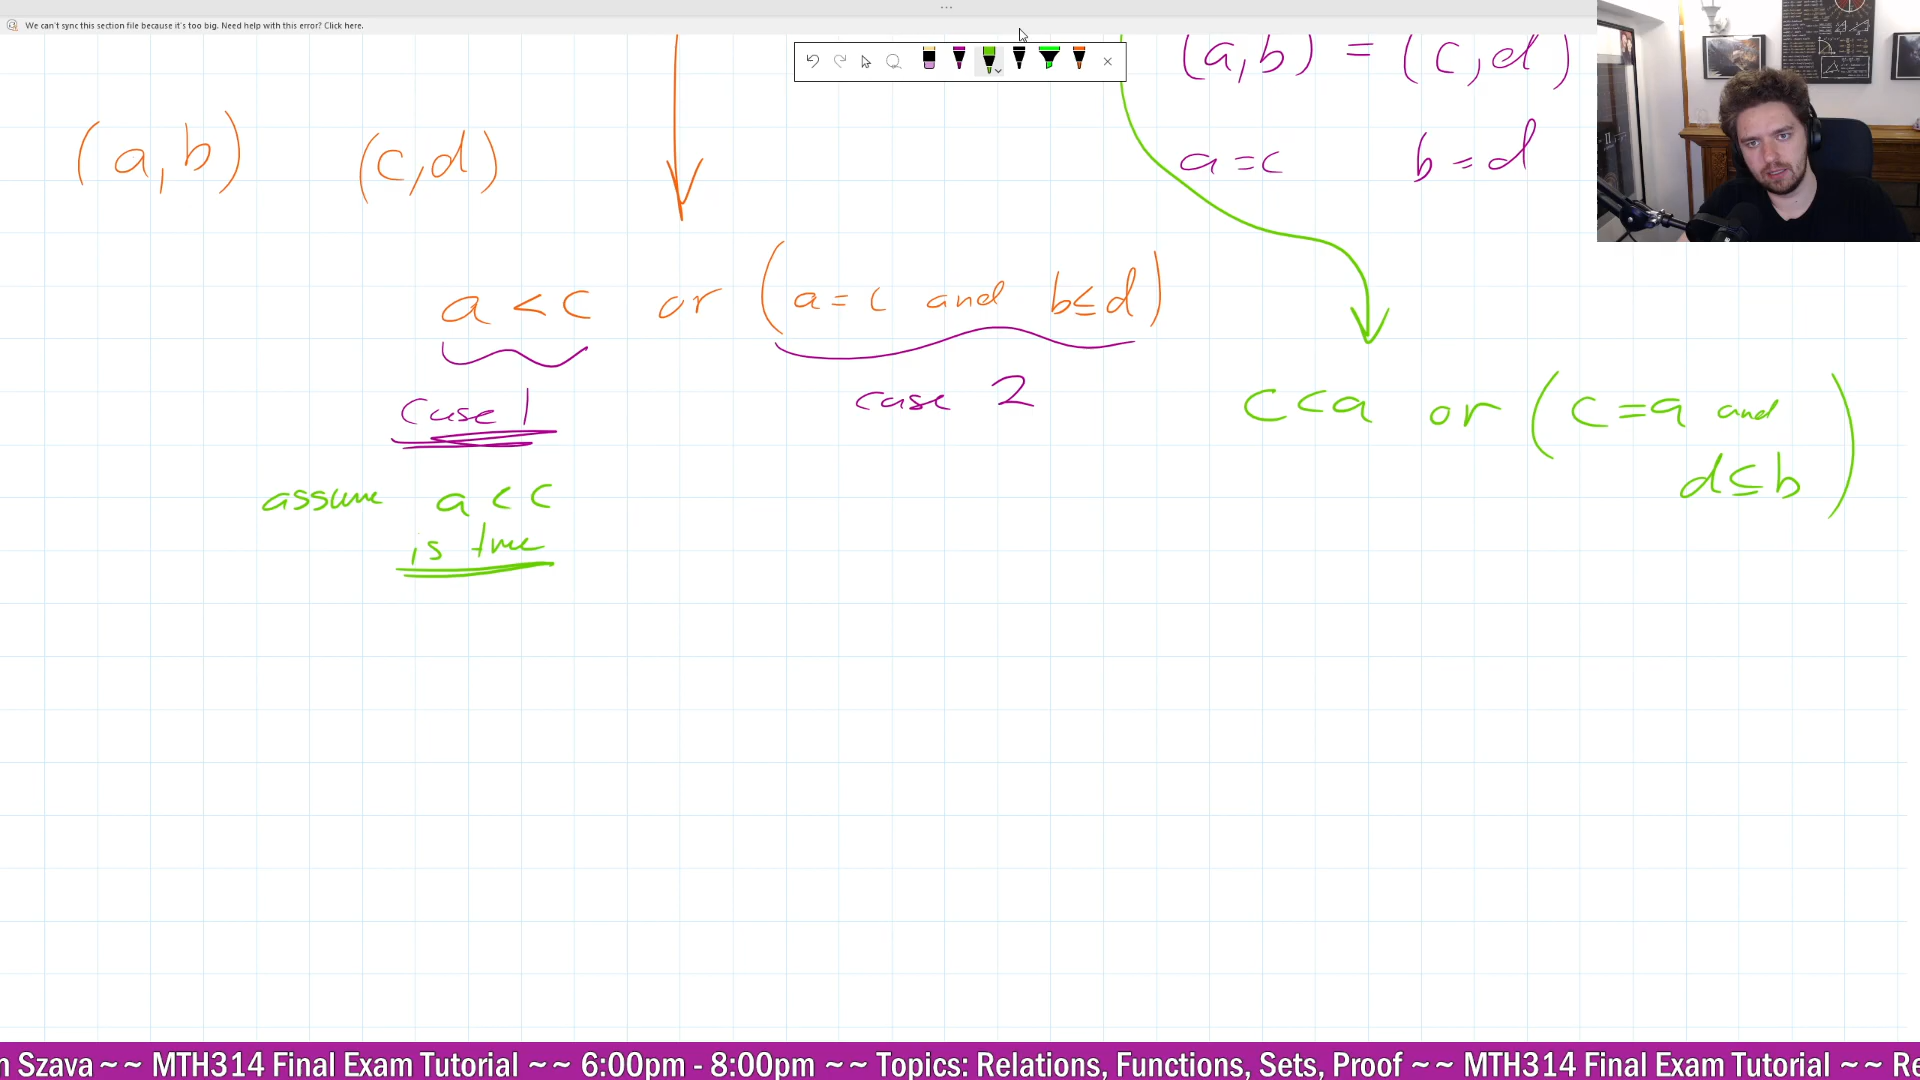 We can't sync this section file because it's too big. Need help with this error? Click here.
(a,b) = (c,d)
(a,b) (c,d)
a=c b=d
a < c or (a = c and b ≤ d)
case 1
case 2
c<a or (c=a and
d≤b)
assume a < c
is true
n Szava ~~ MTH314 Final Exam Tutorial ~~ 6:00pm - 8:00pm ~~ Topics: Relations, Functions, Sets, Proof ~~ MTH314 Final Exam Tutorial ~~ Re